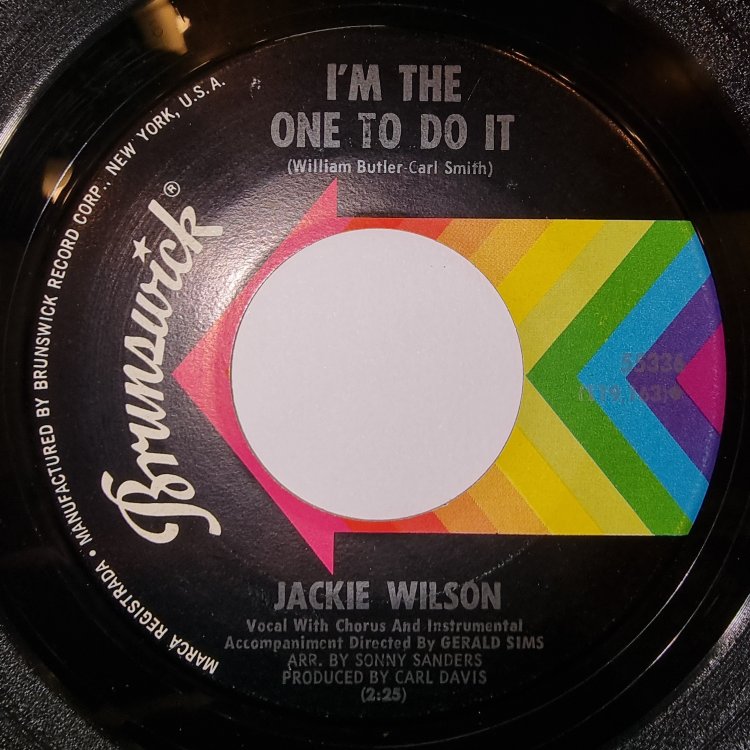 I'M THE
ONE TO DO IT
(William Butler-Carl Smith)
Brunswick®
MARCA REGISTRADA • MANUFACTURED BY BRUNSWICK RECORD CORP., NEW YORK, U.S.A.
55336
JACKIE WILSON
Vocal With Chorus And Instrumental
Accompaniment Directed By GERALD SIMS
ARR. BY SONNY SANDERS
PRODUCED BY CARL DAVIS
(2:25)